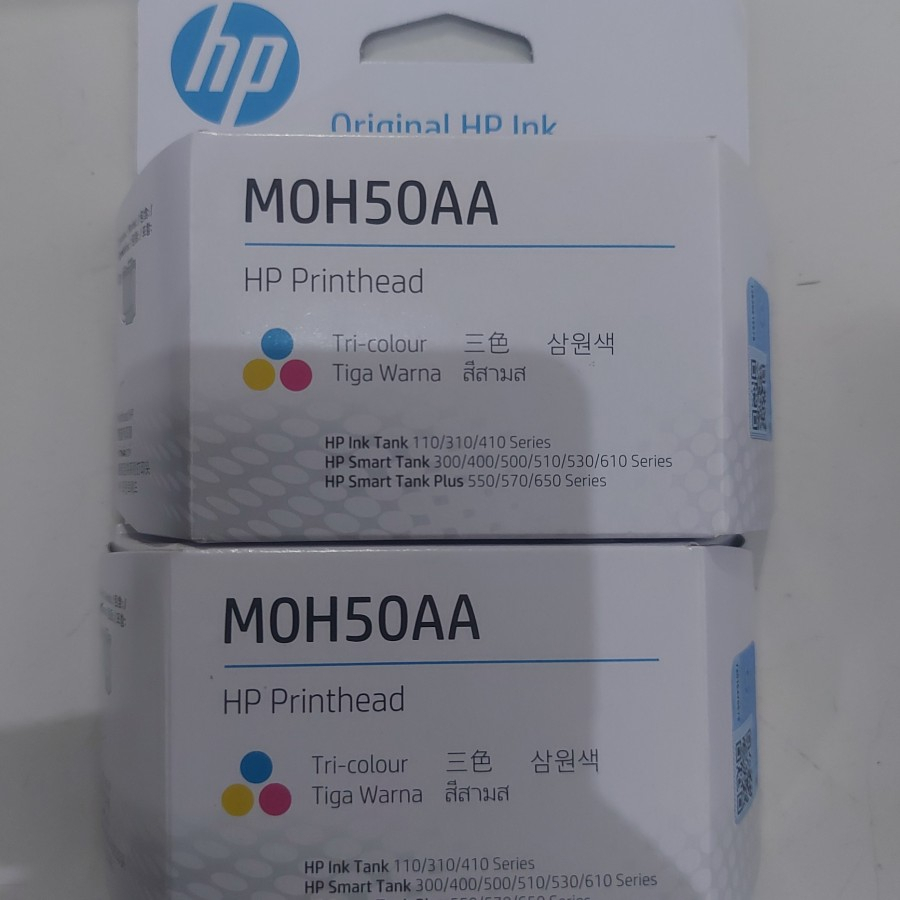 hp
Original HP Ink
M0H50AA
HP Printhead
Tri-colour 三色 삼원색
Tiga Warna สีสามส
HP Ink Tank 110/310/410 Series
HP Smart Tank 300/400/500/510/530/610 Series
HP Smart Tank Plus 550/570/650 Series
M0H50AA
HP Printhead
Tri-colour 三色 삼원색
Tiga Warna สีสามส
HP Ink Tank 110/310/410 Series
HP Smart Tank 300/400/500/510/530/610 Series